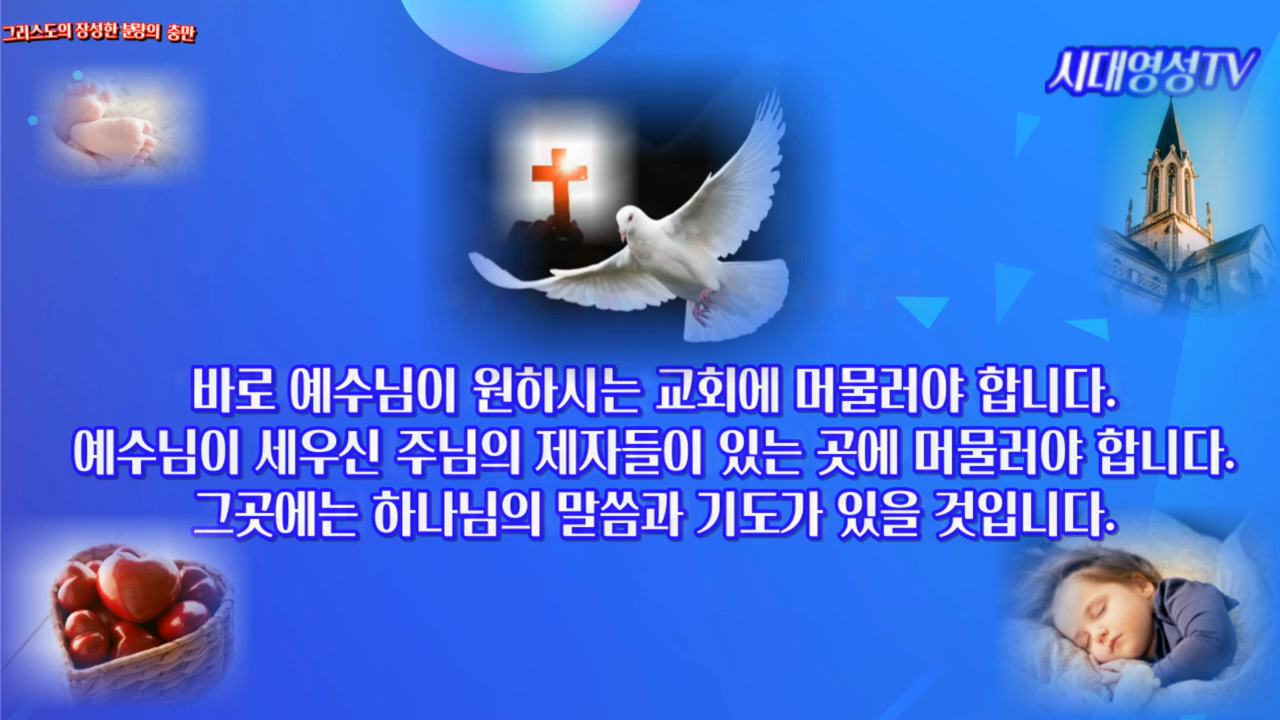 그리스도의 장성한 분량의 충만
시대영성TV
바로 예수님이 원하시는 교회에 머물러야 합니다.
예수님이 세우신 주님의 제자들이 있는 곳에 머물러야 합니다.
그곳에는 하나님의 말씀과 기도가 있을 것입니다.